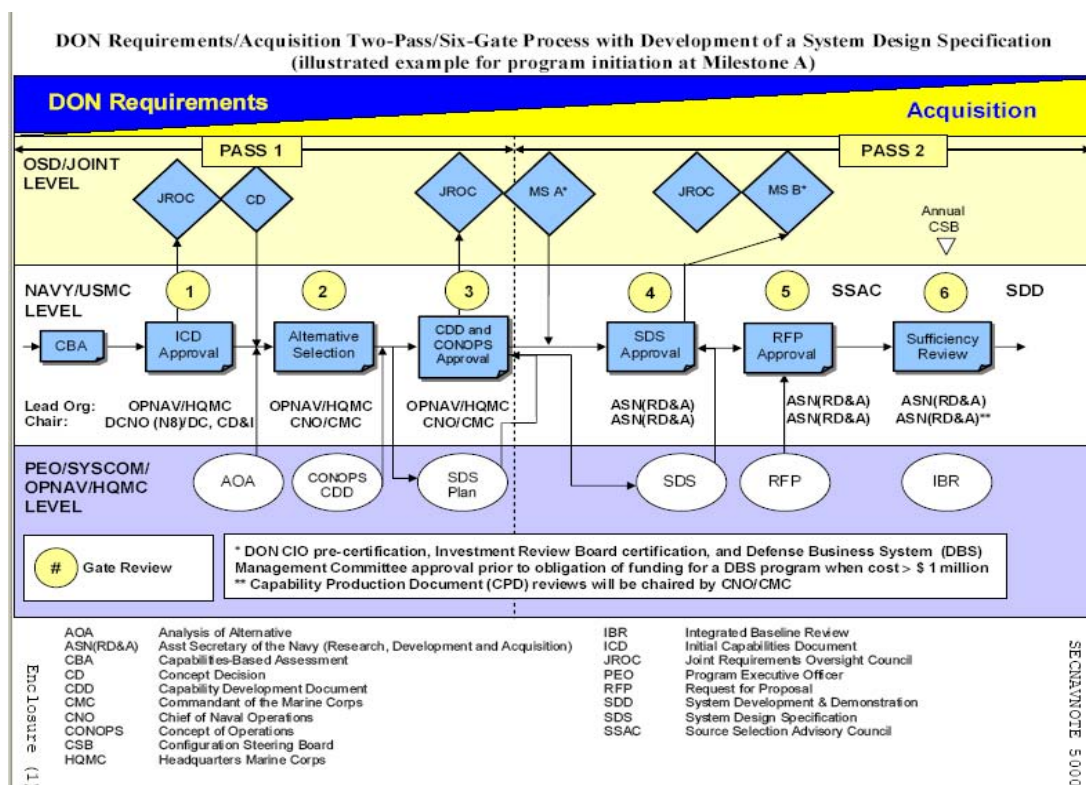 DON Requirements/Acquisition Two-Pass/Six-Gate Process with Development of a System Design Specification
(illustrated example for program initiation at Milestone A)
DON Requirements
Acquisition
PASS 1
PASS 2
OSD/JOINT
LEVEL
JROC
CD
JROC
MS A*
JROC
MS B*
Annual
CSB
NAVY/USMC
LEVEL
1
2
3
4
5
SSAC
6
SDD
CBA
ICD
Approval
Alternative
Selection
CDD and
CONOPS
Approval
SDS
Approval
RFP
Approval
Sufficiency
Review
Lead Org:
Chair:
OPNAV/HQMC
DCNO (N8)/DC, CD&I
OPNAV/HQMC
CNO/CMC
OPNAV/HQMC
CNO/CMC
ASN(RD&A)
ASN(RD&A)
ASN(RD&A)
ASN(RD&A)
ASN(RD&A)
ASN(RD&A)**
PEO/SYSCOM/
OPNAV/HQMC
LEVEL
AOA
CONOPS
CDD
SDS
Plan
SDS
RFP
IBR
# Gate Review
* DON CIO pre-certification, Investment Review Board certification, and Defense Business System (DBS)
Management Committee approval prior to obligation of funding for a DBS program when cost > $ 1 million
** Capability Production Document (CPD) reviews will be chaired by CNO/CMC
AOA Analysis of Alternative
ASN(RD&A) Asst Secretary of the Navy (Research, Development and Acquisition)
CBA Capabilities-Based Assessment
CD Concept Decision
CDD Capability Development Document
CMC Commandant of the Marine Corps
CNO Chief of Naval Operations
CONOPS Concept of Operations
CSB Configuration Steering Board
HQMC Headquarters Marine Corps
IBR Integrated Baseline Review
ICD Initial Capabilities Document
JROC Joint Requirements Oversight Council
PEO Program Executive Officer
RFP Request for Proposal
SDD System Development & Demonstration
SDS System Design Specification
SSAC Source Selection Advisory Council
Enclosure (1)
SECNAVNOTE 5000